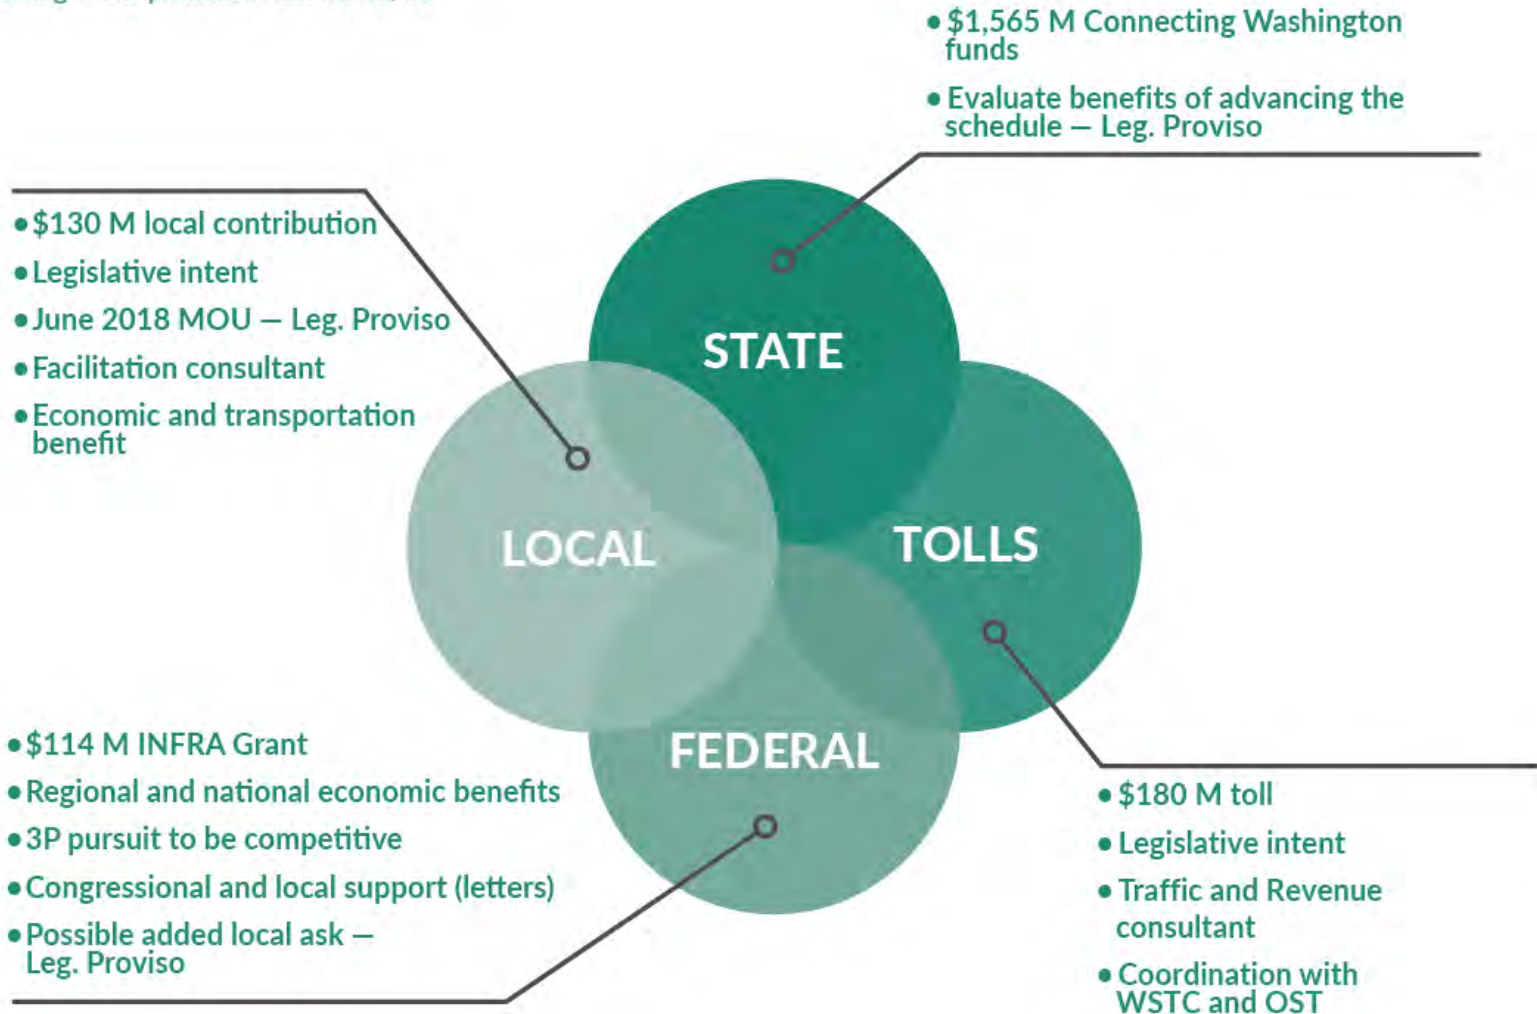 • $1,565 M Connecting Washington
funds
• Evaluate benefits of advancing the
schedule — Leg. Proviso
• $130 M local contribution
• Legislative intent
• June 2018 MOU — Leg. Proviso
• Facilitation consultant
• Economic and transportation
benefit
STATE
LOCAL
TOLLS
FEDERAL
• $114 M INFRA Grant
• Regional and national economic benefits
• 3P pursuit to be competitive
• Congressional and local support (letters)
• Possible added local ask —
Leg. Proviso
• $180 M toll
• Legislative intent
• Traffic and Revenue
consultant
• Coordination with
WSTC and OST